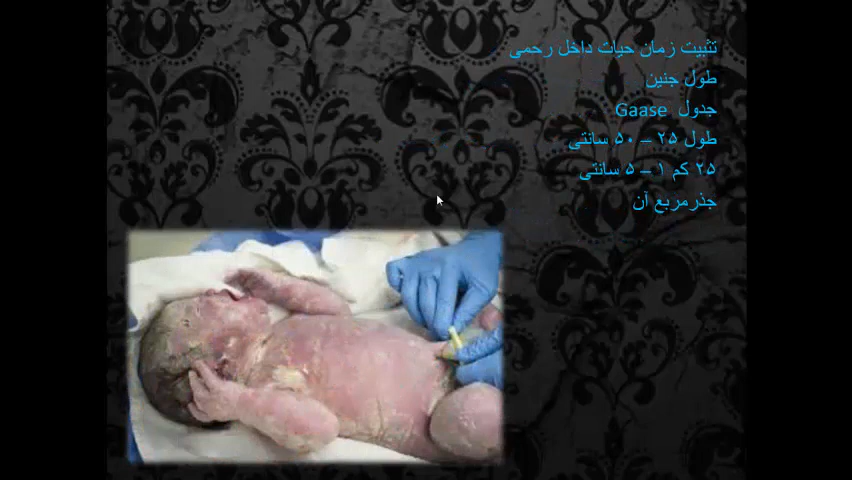 تثبیت زمان حیات داخل رحمی
طول جنین
جدول Gaase
طول ۲۵ – ۵۰ سانتی
۲۵ کم ۱ – ۵ سانتی
جذرمربع آن